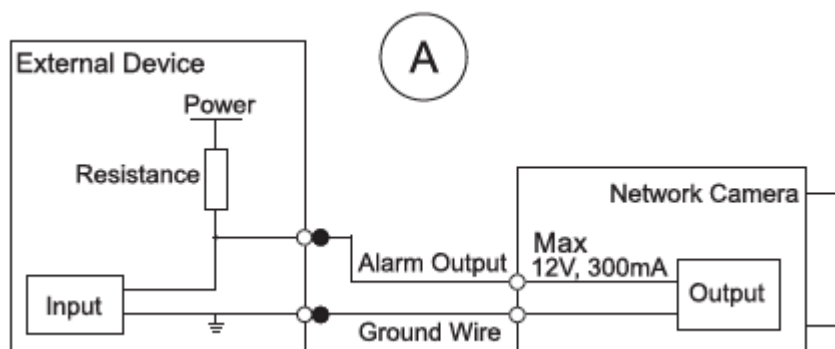 A
External Device
Power
Resistance
Network Camera
Max
12V, 300mA
Alarm Output
Output
Input
Ground Wire